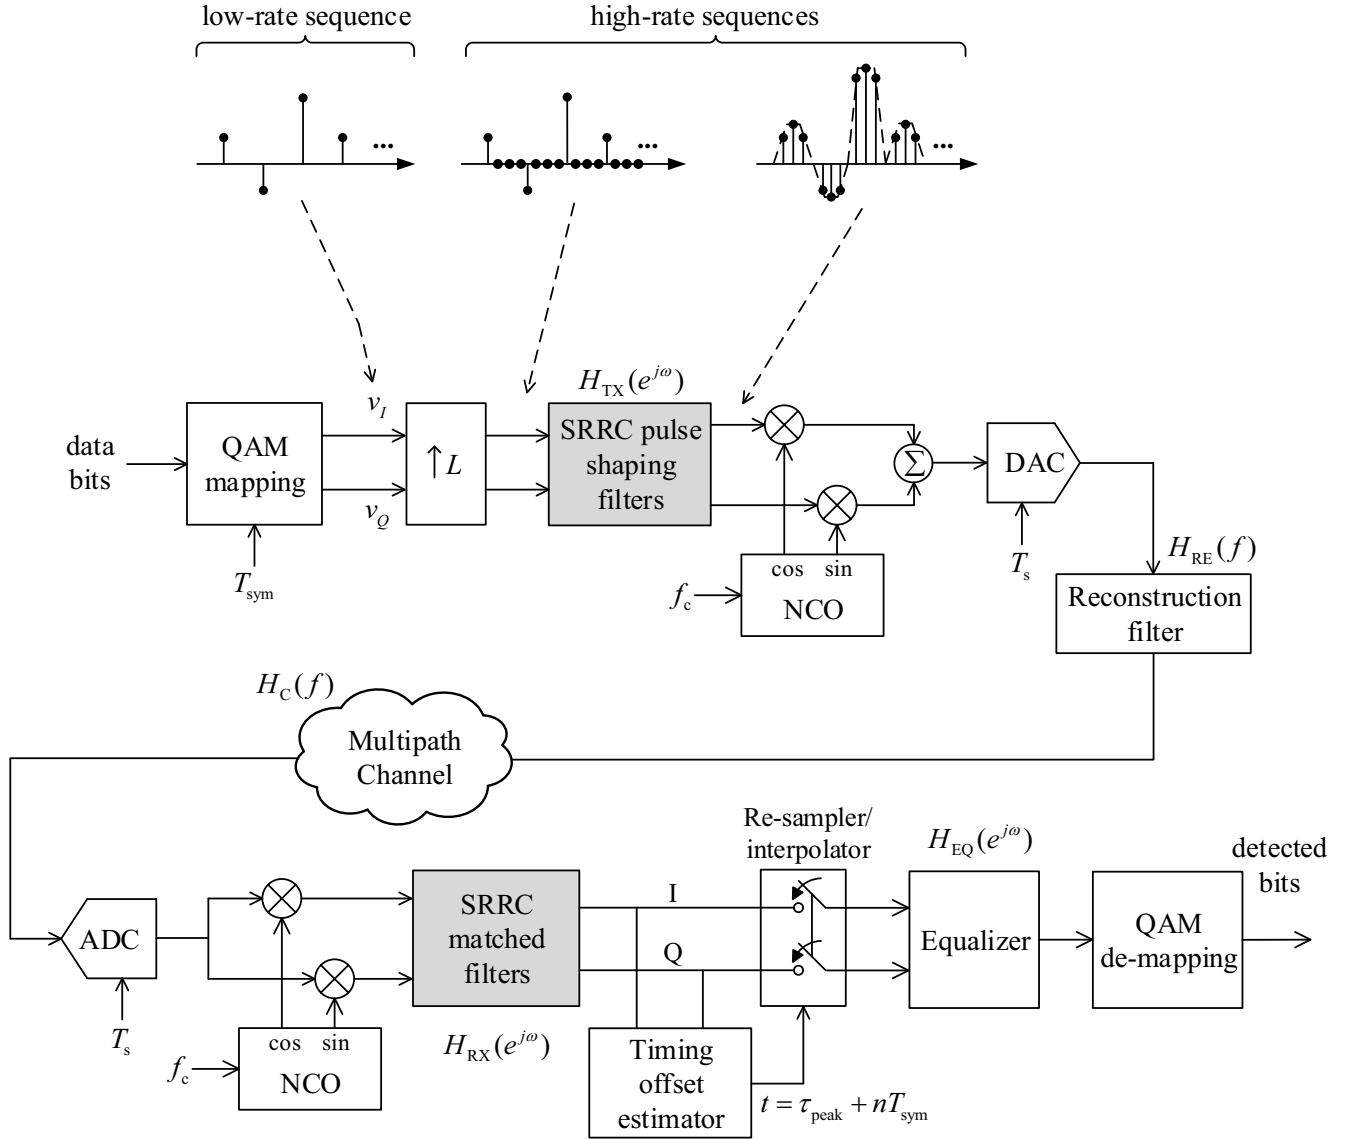 low-rate sequence
high-rate sequences
...
...
...
H_TX(e^{jω})
v_I
data
bits
QAM
mapping
↑L
SRRC pulse
shaping
filters
Σ
DAC
v_Q
T_sym
T_s
H_RE(f)
cos sin
f_c
NCO
Reconstruction
filter
H_C(f)
Multipath
Channel
Re-sampler/
interpolator
H_EQ(e^{jω})
detected
bits
ADC
SRRC
matched
filters
I
Q
Equalizer
QAM
de-mapping
T_s
cos sin
f_c
NCO
H_RX(e^{jω})
Timing
offset
estimator
t = τ_peak + nT_sym